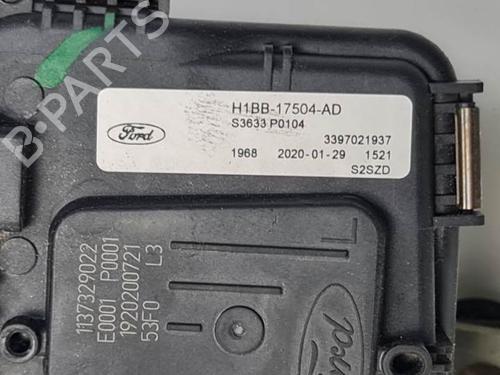 B-PARTS
H1BB-17504-AD
S3633 P0104
Ford
3397021937
1968 2020-01-29 1521
S2SZD
1137329022
E0001 P0001
1920200721
53F0 L3
L
Ford